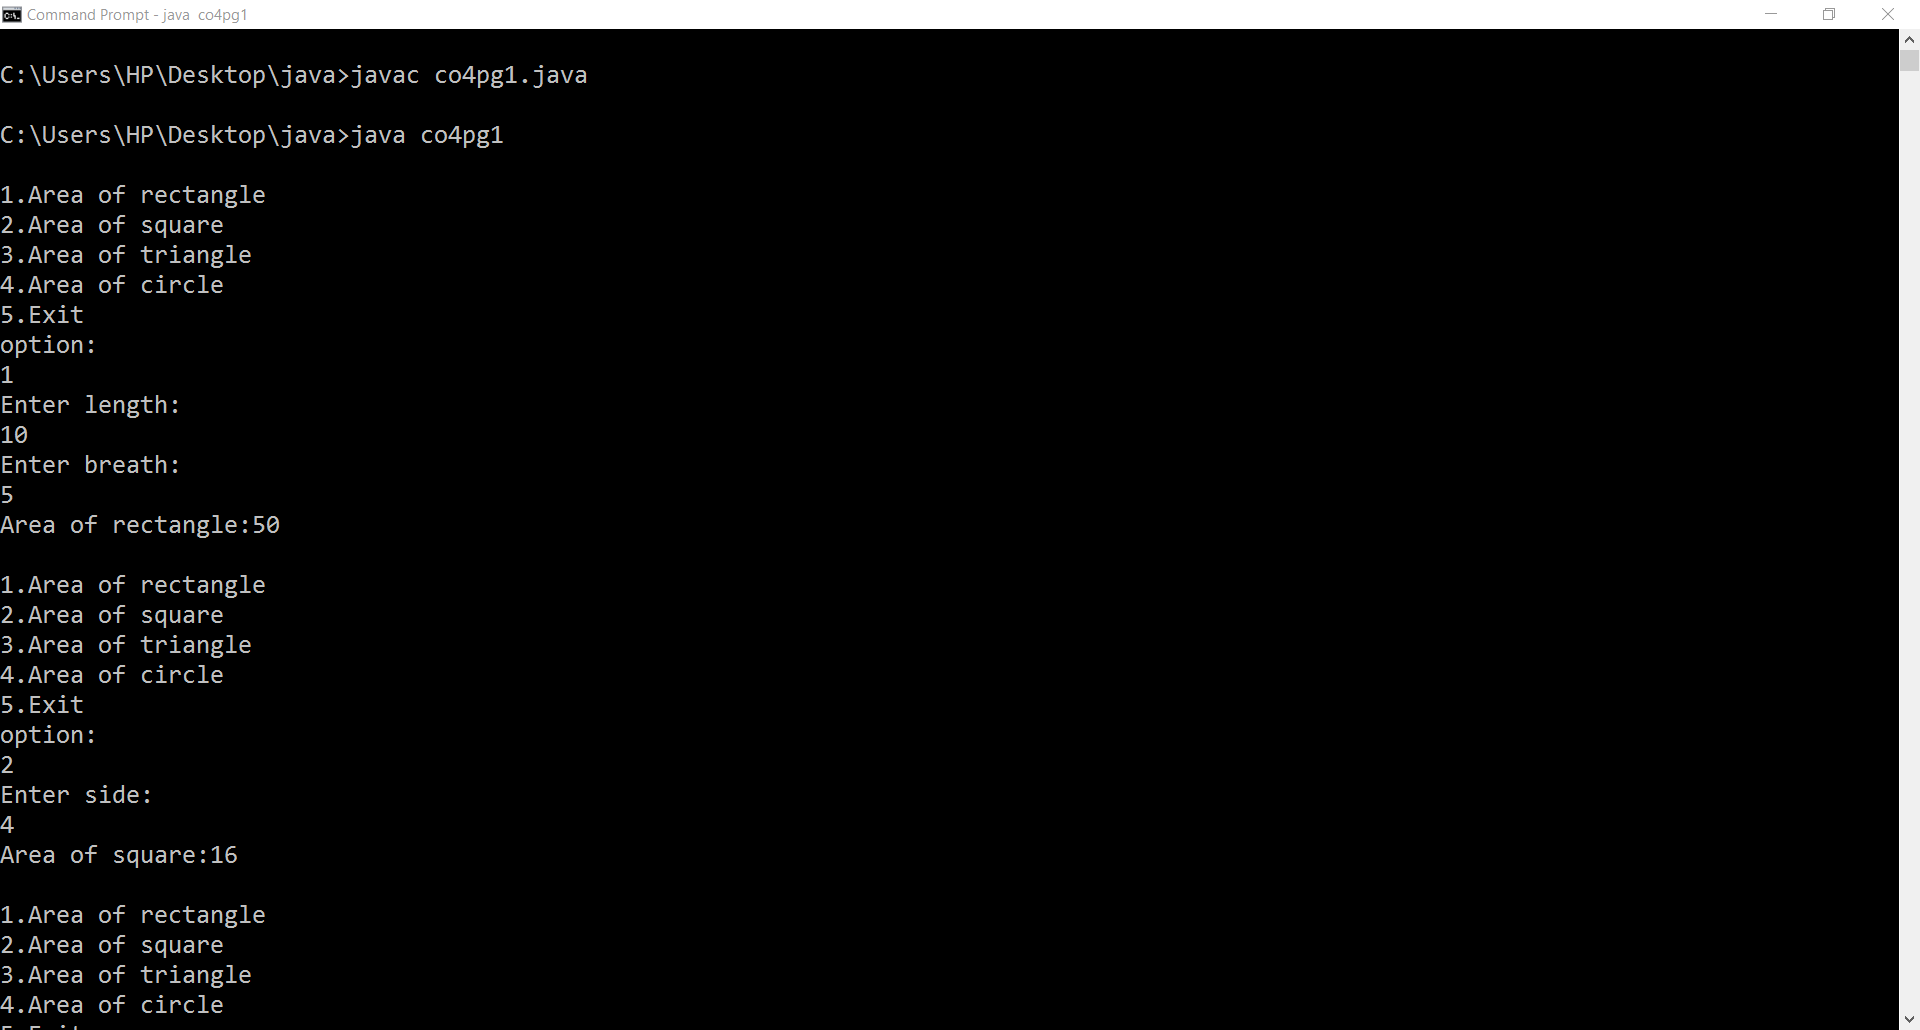 Command Prompt - java  co4pg1
C:\Users\HP\Desktop\java>javac co4pg1.java
C:\Users\HP\Desktop\java>java co4pg1
1.Area of rectangle
2.Area of square
3.Area of triangle
4.Area of circle
5.Exit
option:
1
Enter length:
10
Enter breath:
5
Area of rectangle:50
1.Area of rectangle
2.Area of square
3.Area of triangle
4.Area of circle
5.Exit
option:
2
Enter side:
4
Area of square:16
1.Area of rectangle
2.Area of square
3.Area of triangle
4.Area of circle